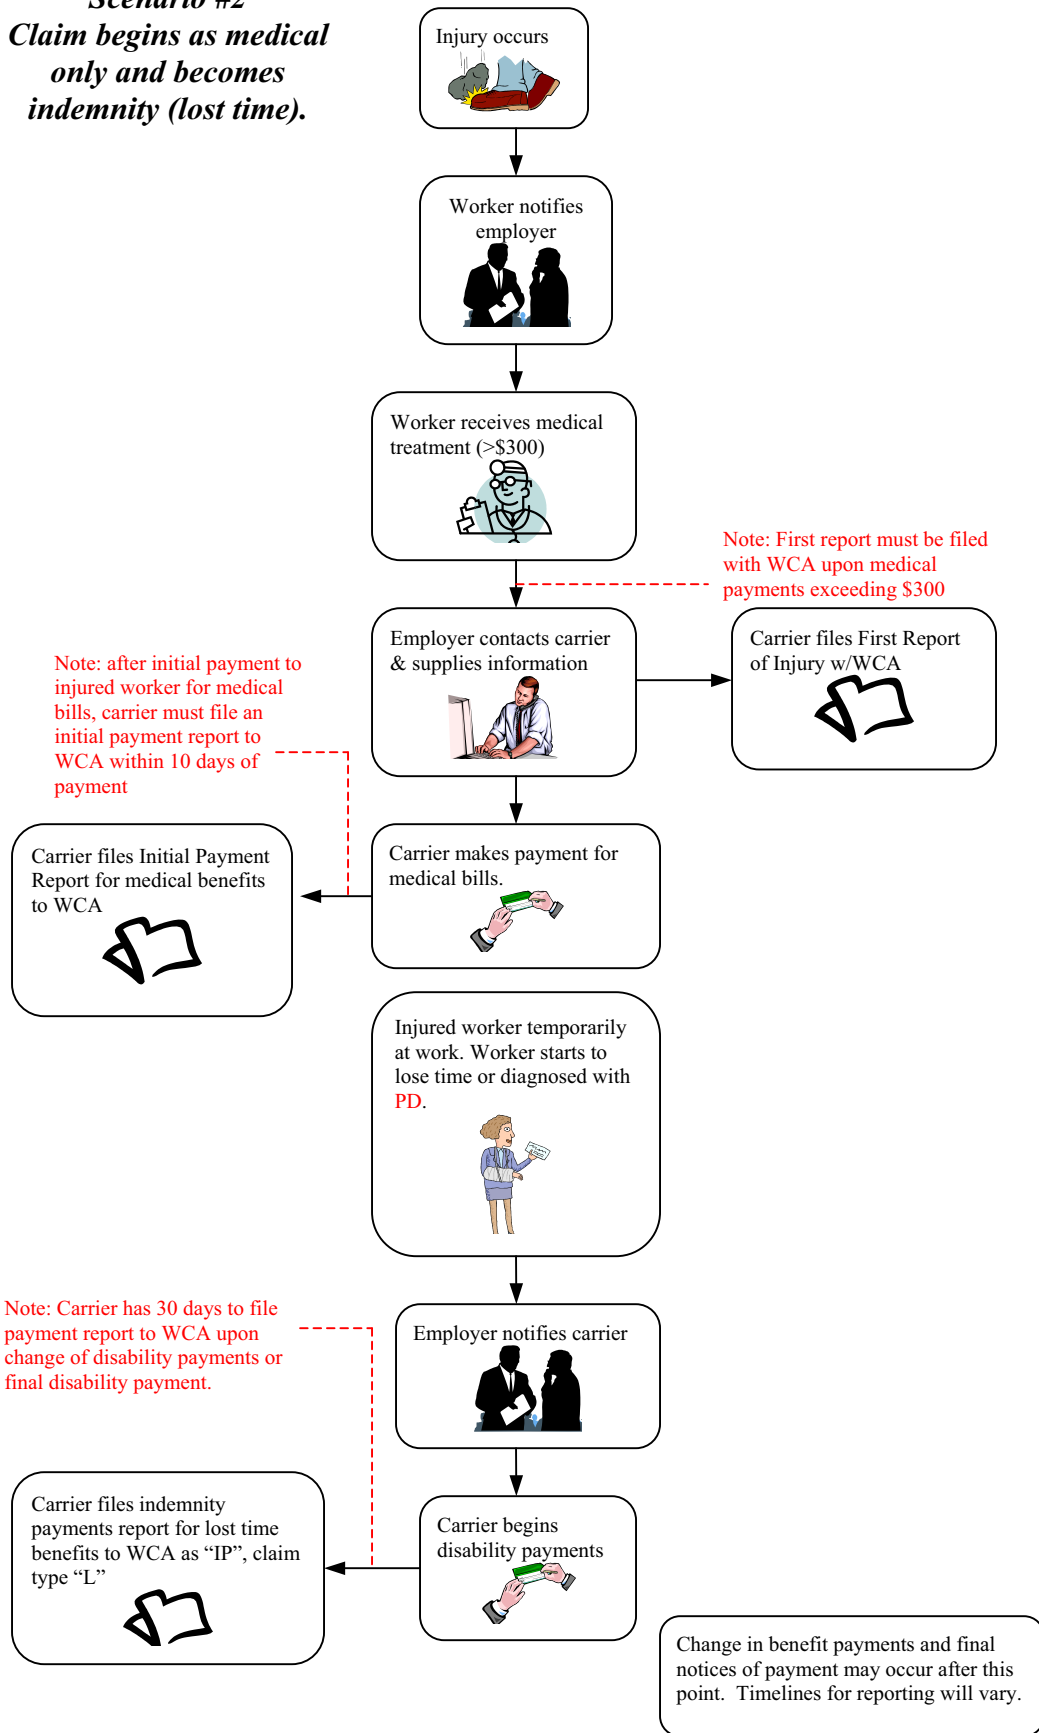 Scenario #2
Claim begins as medical
only and becomes
indemnity (lost time).
Injury occurs
Worker notifies
employer
Worker receives medical
treatment (>$300)
Note: First report must be filed
with WCA upon medical
payments exceeding $300
Employer contacts carrier
& supplies information
Carrier files First Report
of Injury w/WCA
Note: after initial payment to
injured worker for medical
bills, carrier must file an
initial payment report to
WCA within 10 days of
payment
Carrier makes payment for
medical bills.
Carrier files Initial Payment
Report for medical benefits
to WCA
Injured worker temporarily
at work. Worker starts to
lose time or diagnosed with
PD.
Note: Carrier has 30 days to file
payment report to WCA upon
change of disability payments or
final disability payment.
Employer notifies carrier
Carrier begins
disability payments
Carrier files indemnity
payments report for lost time
benefits to WCA as “IP”, claim
type “L”
Change in benefit payments and final
notices of payment may occur after this
point.  Timelines for reporting will vary.